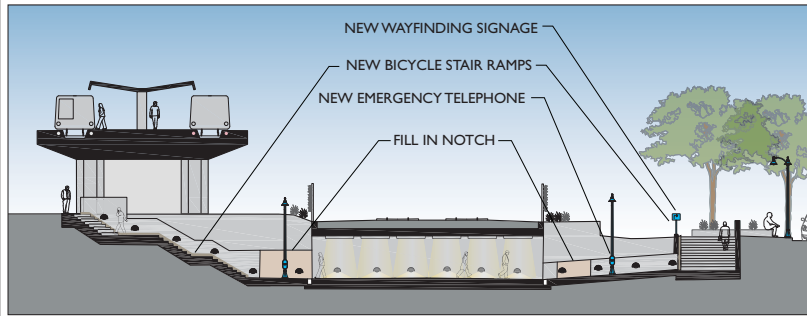 NEW WAYFINDING SIGNAGE
NEW BICYCLE STAIR RAMPS
NEW EMERGENCY TELEPHONE
FILL IN NOTCH